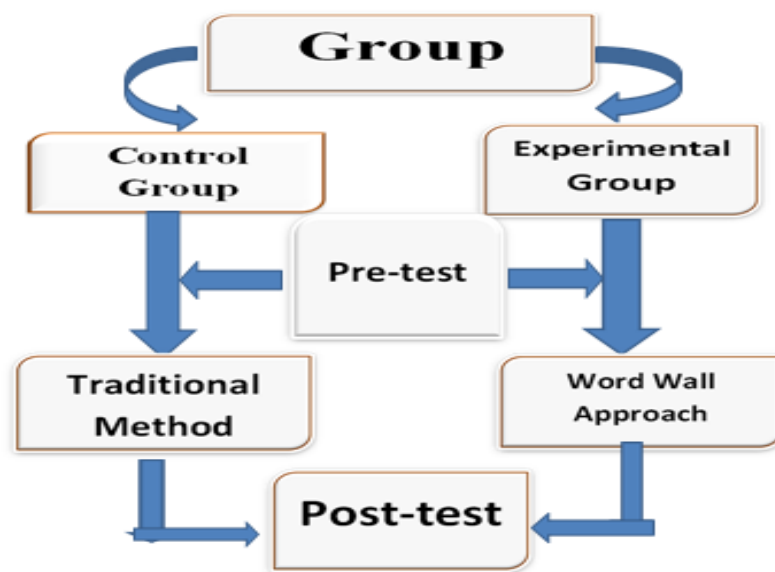 Group
Control
Group
Experimental
Group
Pre-test
Traditional
Method
Word Wall
Approach
Post-test